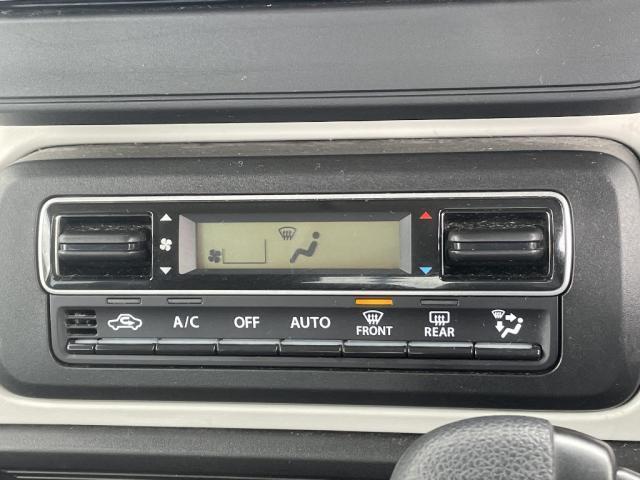 A/C OFF AUTO FRONT REAR